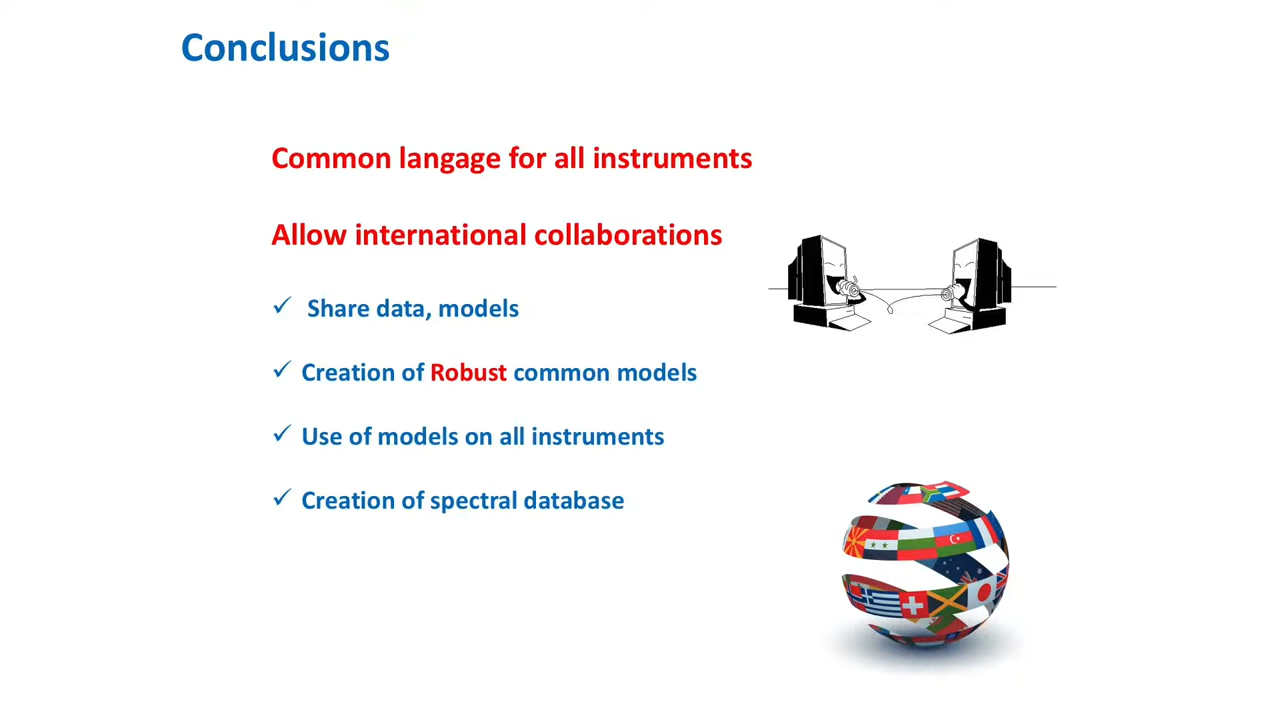 Conclusions
Common langage for all instruments
Allow international collaborations
✓ Share data, models
✓ Creation of Robust common models
✓ Use of models on all instruments
✓ Creation of spectral database